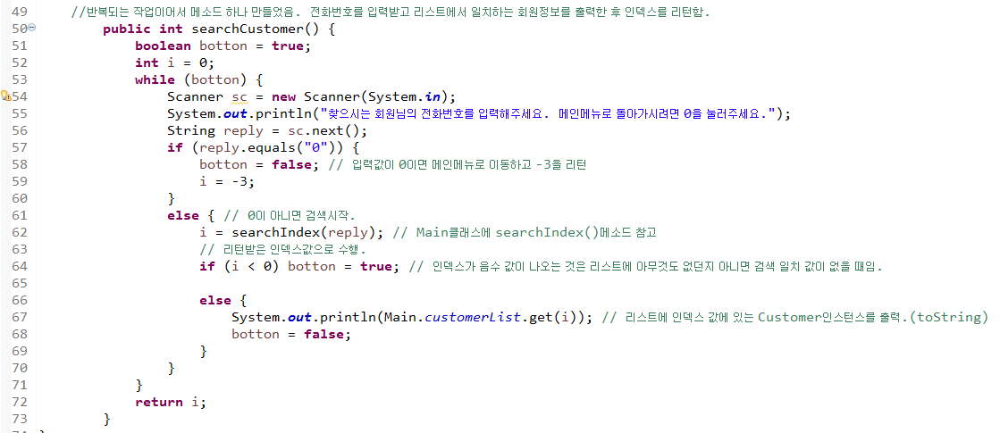 49 //반복되는 작업이어서 메소드 하나 만들었음. 전화번호를 입력받고 리스트에서 일치하는 회원정보를 출력한 후 인덱스를 리턴함.
50 public int searchCustomer() {
51 boolean botton = true;
52 int i = 0;
53 while (botton) {
54 Scanner sc = new Scanner(System.in);
55 System.out.println("찾으시는 회원님의 전화번호를 입력해주세요. 메인메뉴로 돌아가시려면 0을 눌러주세요.");
56 String reply = sc.next();
57 if (reply.equals("0")) {
58 botton = false; // 입력값이 0이면 메인메뉴로 이동하고 -3을 리턴
59 i = -3;
60 }
61 else { // 0이 아니면 검색시작.
62 i = searchIndex(reply); // Main클래스에 searchIndex()메소드 참고
63 // 리턴받은 인덱스값으로 수행.
64 if (i < 0) botton = true; // 인덱스가 음수 값이 나오는 것은 리스트에 아무것도 없던지 아니면 검색 일치 값이 없을 때임.
65
66 else {
67 System.out.println(Main.customerList.get(i)); // 리스트에 인덱스 값에 있는 Customer인스턴스를 출력.(toString)
68 botton = false;
69 }
70 }
71 }
72 return i;
73 }